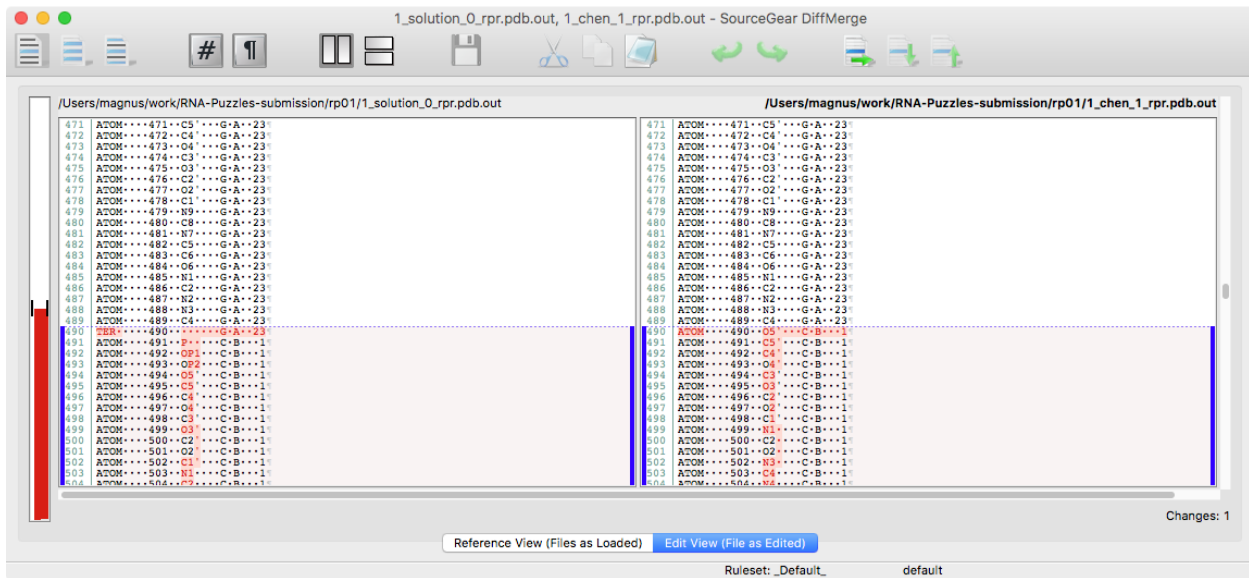 1_solution_0_rpr.pdb.out, 1_chen_1_rpr.pdb.out - SourceGear DiffMerge
# ¶
/Users/magnus/work/RNA-Puzzles-submission/rp01/1_solution_0_rpr.pdb.out
471 ATOM····471··C5'···G·A··23¶
472 ATOM····472··C4'···G·A··23¶
473 ATOM····473··O4'···G·A··23¶
474 ATOM····474··C3'···G·A··23¶
475 ATOM····475··O3'···G·A··23¶
476 ATOM····476··C2'···G·A··23¶
477 ATOM····477··O2'···G·A··23¶
478 ATOM····478··C1'···G·A··23¶
479 ATOM····479··N9····G·A··23¶
480 ATOM····480··C8····G·A··23¶
481 ATOM····481··N7····G·A··23¶
482 ATOM····482··C5····G·A··23¶
483 ATOM····483··C6····G·A··23¶
484 ATOM····484··O6····G·A··23¶
485 ATOM····485··N1····G·A··23¶
486 ATOM····486··C2····G·A··23¶
487 ATOM····487··N2····G·A··23¶
488 ATOM····488··N3····G·A··23¶
489 ATOM····489··C4····G·A··23¶
490 TER·····490········G·A··23¶
491 ATOM····491··P·····C·B···1¶
492 ATOM····492··OP1···C·B···1¶
493 ATOM····493··OP2···C·B···1¶
494 ATOM····494··O5'···C·B···1¶
495 ATOM····495··C5'···C·B···1¶
496 ATOM····496··C4'···C·B···1¶
497 ATOM····497··O4'···C·B···1¶
498 ATOM····498··C3'···C·B···1¶
499 ATOM····499··O3'···C·B···1¶
500 ATOM····500··C2'···C·B···1¶
501 ATOM····501··O2'···C·B···1¶
502 ATOM····502··C1'···C·B···1¶
503 ATOM····503··N1····C·B···1¶
504 ATOM····504··C2····C·B···1¶
/Users/magnus/work/RNA-Puzzles-submission/rp01/1_chen_1_rpr.pdb.out
471 ATOM····471··C5'···G·A··23¶
472 ATOM····472··C4'···G·A··23¶
473 ATOM····473··O4'···G·A··23¶
474 ATOM····474··C3'···G·A··23¶
475 ATOM····475··O3'···G·A··23¶
476 ATOM····476··C2'···G·A··23¶
477 ATOM····477··O2'···G·A··23¶
478 ATOM····478··C1'···G·A··23¶
479 ATOM····479··N9····G·A··23¶
480 ATOM····480··C8····G·A··23¶
481 ATOM····481··N7····G·A··23¶
482 ATOM····482··C5····G·A··23¶
483 ATOM····483··C6····G·A··23¶
484 ATOM····484··O6····G·A··23¶
485 ATOM····485··N1····G·A··23¶
486 ATOM····486··C2····G·A··23¶
487 ATOM····487··N2····G·A··23¶
488 ATOM····488··N3····G·A··23¶
489 ATOM····489··C4····G·A··23¶
490 ATOM····490··O5'···C·B···1¶
491 ATOM····491··C5'···C·B···1¶
492 ATOM····492··C4'···C·B···1¶
493 ATOM····493··O4'···C·B···1¶
494 ATOM····494··C3'···C·B···1¶
495 ATOM····495··O3'···C·B···1¶
496 ATOM····496··C2'···C·B···1¶
497 ATOM····497··O2'···C·B···1¶
498 ATOM····498··C1'···C·B···1¶
499 ATOM····499··N1····C·B···1¶
500 ATOM····500··C2····C·B···1¶
501 ATOM····501··O2····C·B···1¶
502 ATOM····502··N3····C·B···1¶
503 ATOM····503··C4····C·B···1¶
504 ATOM····504··N4····C·B···1¶
Changes: 1
Reference View (Files as Loaded) Edit View (File as Edited)
Ruleset: _Default_ default